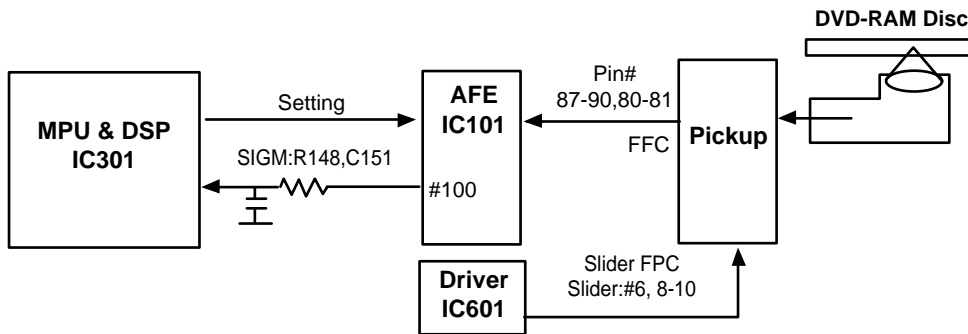 DVD-RAM Disc
MPU & DSP
IC301
Setting
SIGM:R148,C151
AFE
IC101
#100
Pin#
87-90,80-81
FFC
Pickup
Driver
IC601
Slider FPC
Slider:#6, 8-10